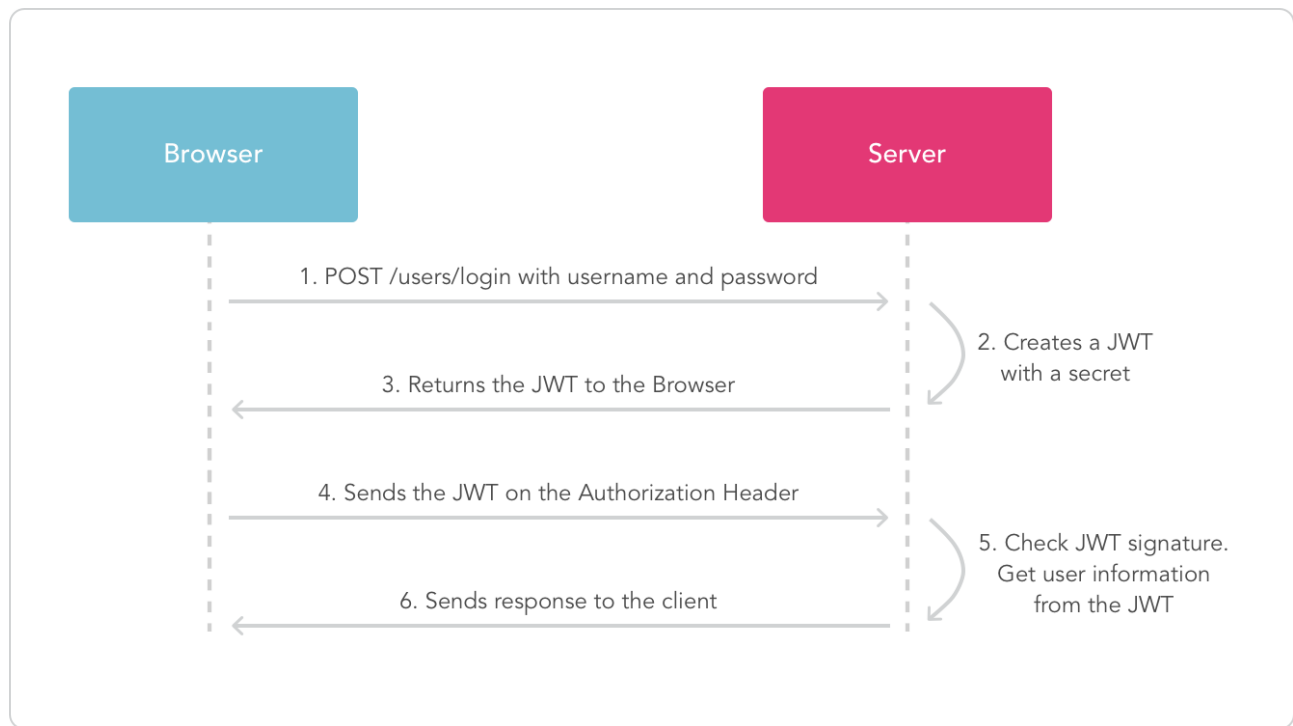 Browser
Server
1. POST /users/login with username and password
2. Creates a JWT
with a secret
3. Returns the JWT to the Browser
4. Sends the JWT on the Authorization Header
5. Check JWT signature.
Get user information
from the JWT
6. Sends response to the client